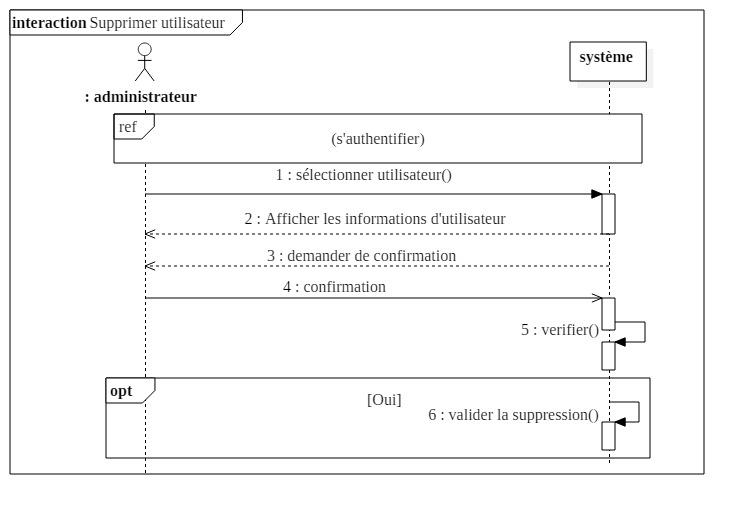 interaction Supprimer utilisateur
système
: administrateur
ref
(s'authentifier)
1 : sélectionner utilisateur()
2 : Afficher les informations d'utilisateur
3 : demander de confirmation
4 : confirmation
5 : verifier()
opt
[Oui]
6 : valider la suppression()